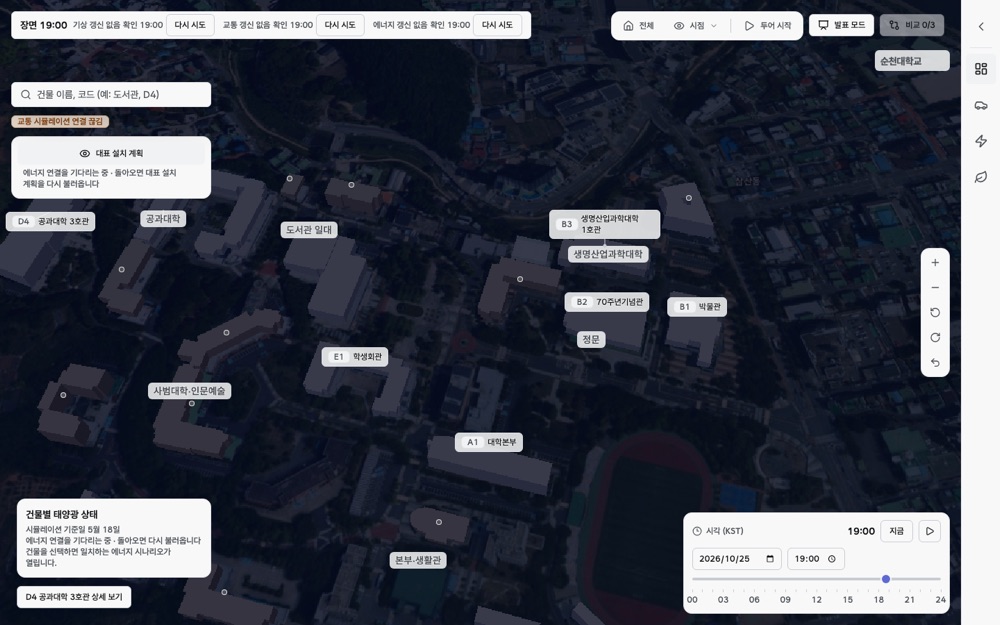 장면 19:00 기상 갱신 없음 확인 19:00 다시 시도 교통 갱신 없음 확인 19:00 다시 시도 에너지 갱신 없음 확인 19:00 다시 시도
전체 시점 투어 시작 발표 모드 비교 0/3
순천대학교
건물 이름, 코드 (예: 도서관, D4)
교통 시뮬레이션 연결 끊김
대표 설치 계획
에너지 연결을 기다리는 중 · 돌아오면 대표 설치
계획을 다시 불러옵니다
D4 공과대학 3호관
공과대학
도서관 일대
B3 생명산업과학대학
1호관
생명산업과학대학
B2 70주년기념관
B1 박물관
정문
E1 학생회관
사범대학·인문예술
A1 대학본부
본부·생활관
건물별 태양광 상태
시뮬레이션 기준일 5월 18일
에너지 연결을 기다리는 중 · 돌아오면 다시 불러옵니다
건물을 선택하면 일치하는 에너지 시나리오가
열립니다.
D4 공과대학 3호관 상세 보기
시각 (KST) 19:00 지금
2026/10/25 19:00
00 03 06 09 12 15 18 21 24